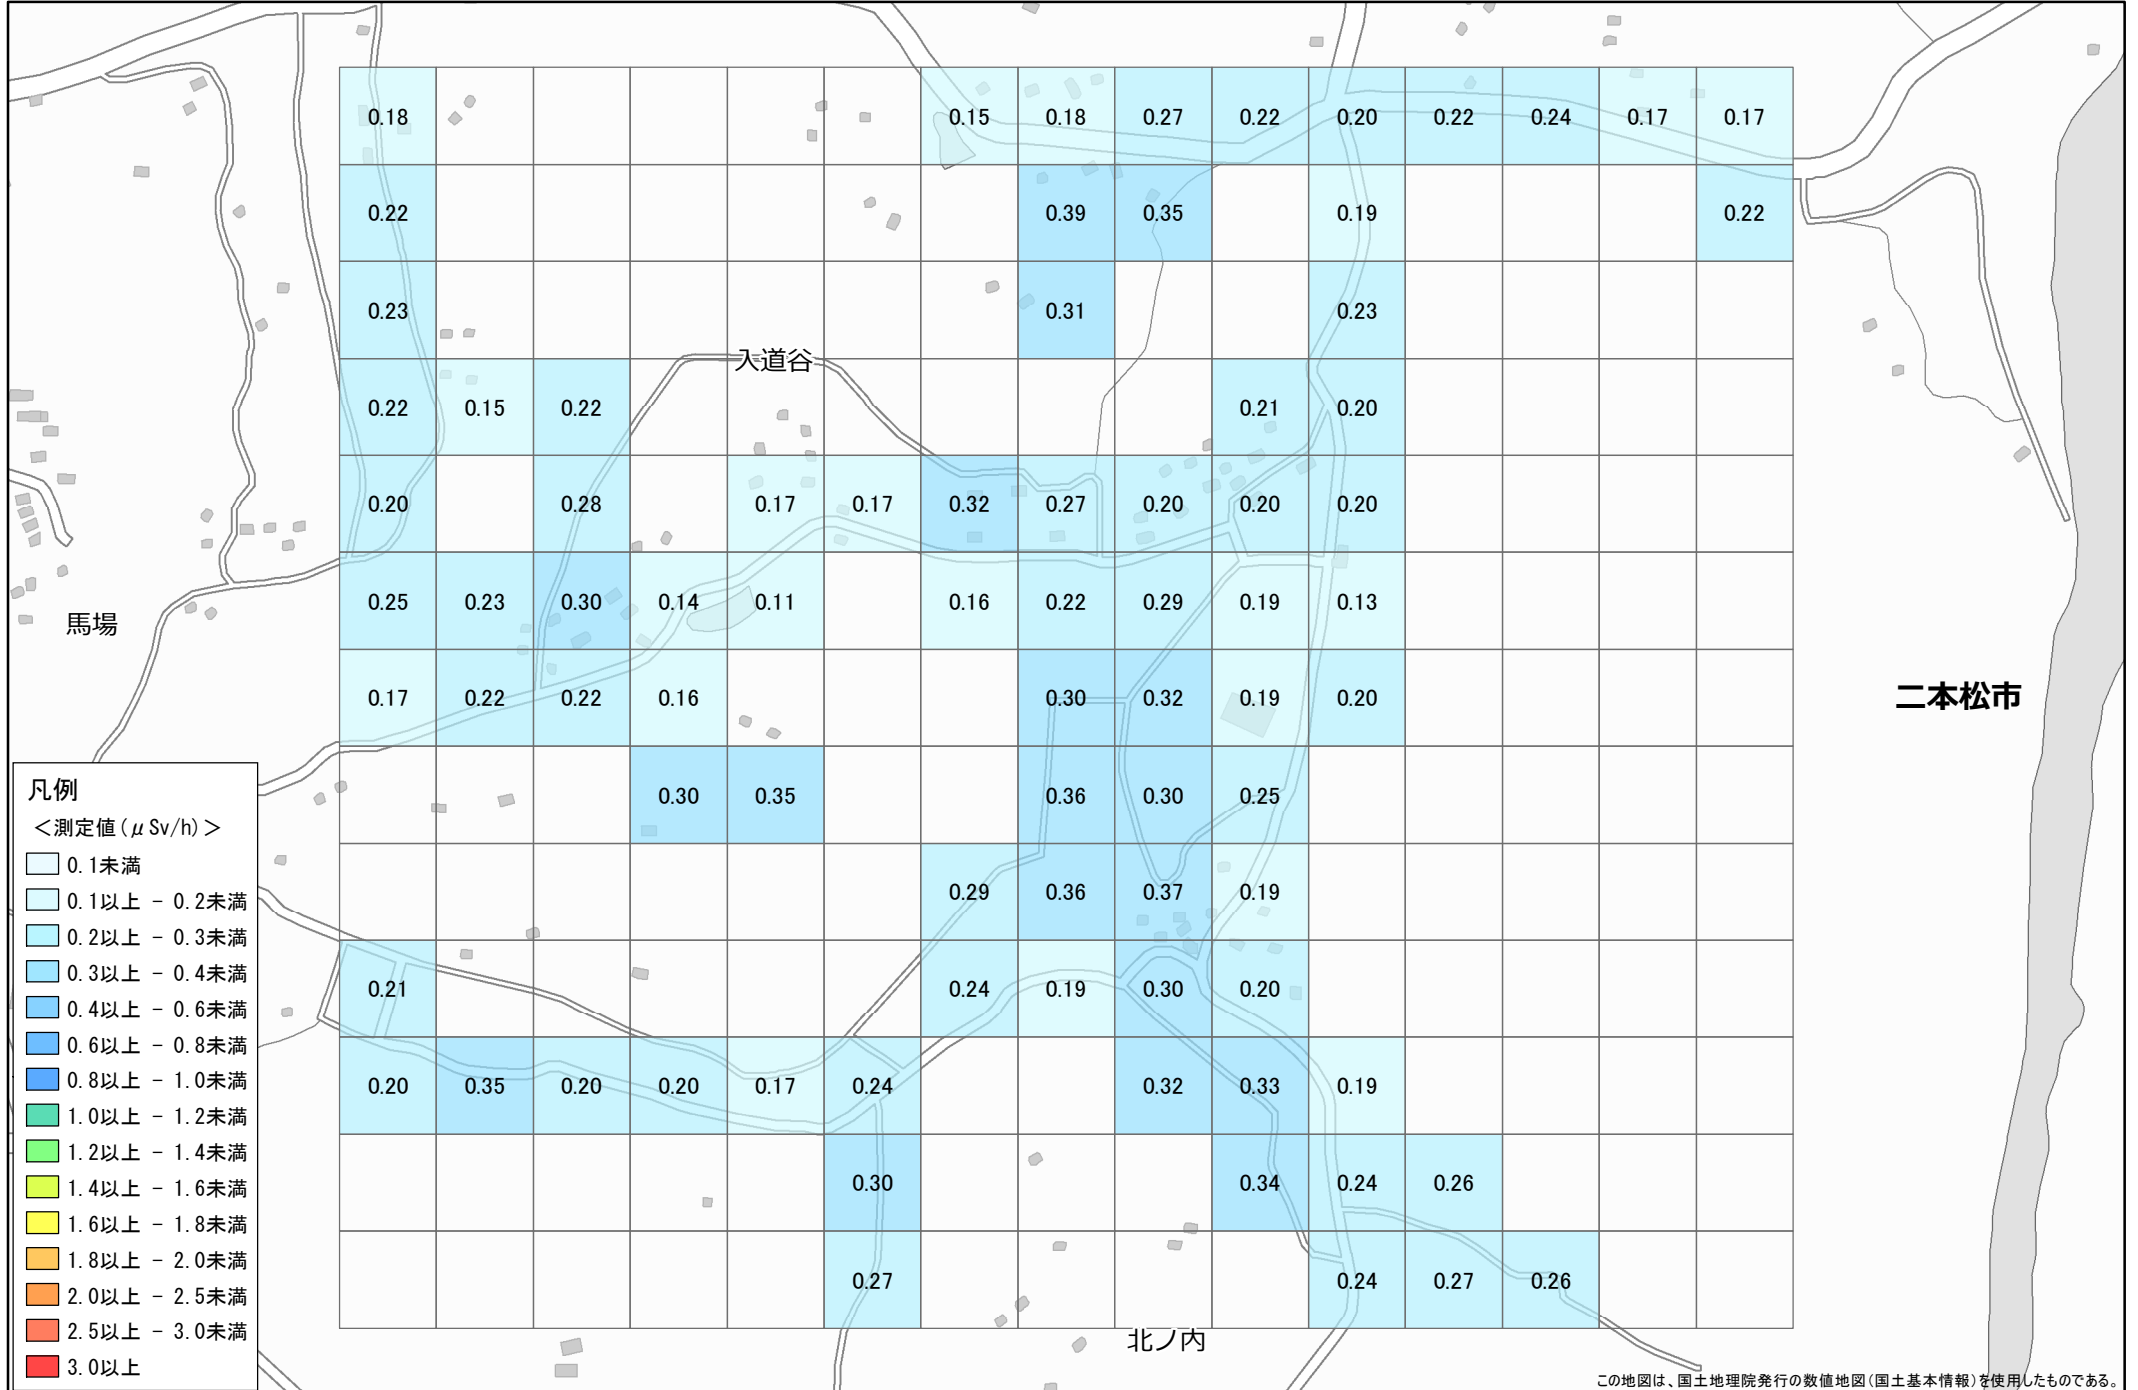 0.18 0.15 0.18 0.27 0.22 0.20 0.22 0.24 0.17 0.17
0.22 0.39 0.35 0.19 0.22
0.23 0.31 0.23
入道谷
0.22 0.15 0.22 0.21 0.20
0.20 0.28 0.17 0.17 0.32 0.27 0.20 0.20 0.20
0.25 0.23 0.30 0.14 0.11 0.16 0.22 0.29 0.19 0.13
馬場
0.17 0.22 0.22 0.16 0.30 0.32 0.19 0.20
二本松市
0.30 0.35 0.36 0.30 0.25
0.29 0.36 0.37 0.19
0.21 0.24 0.19 0.30 0.20
0.20 0.35 0.20 0.20 0.17 0.24 0.32 0.33 0.19
0.30 0.34 0.24 0.26
0.27 0.24 0.27 0.26
北ノ内
凡例
＜測定値(μSv/h)＞
0.1未満
0.1以上 - 0.2未満
0.2以上 - 0.3未満
0.3以上 - 0.4未満
0.4以上 - 0.6未満
0.6以上 - 0.8未満
0.8以上 - 1.0未満
1.0以上 - 1.2未満
1.2以上 - 1.4未満
1.4以上 - 1.6未満
1.6以上 - 1.8未満
1.8以上 - 2.0未満
2.0以上 - 2.5未満
2.5以上 - 3.0未満
3.0以上
この地図は、国土地理院発行の数値地図(国土基本情報)を使用したものである。